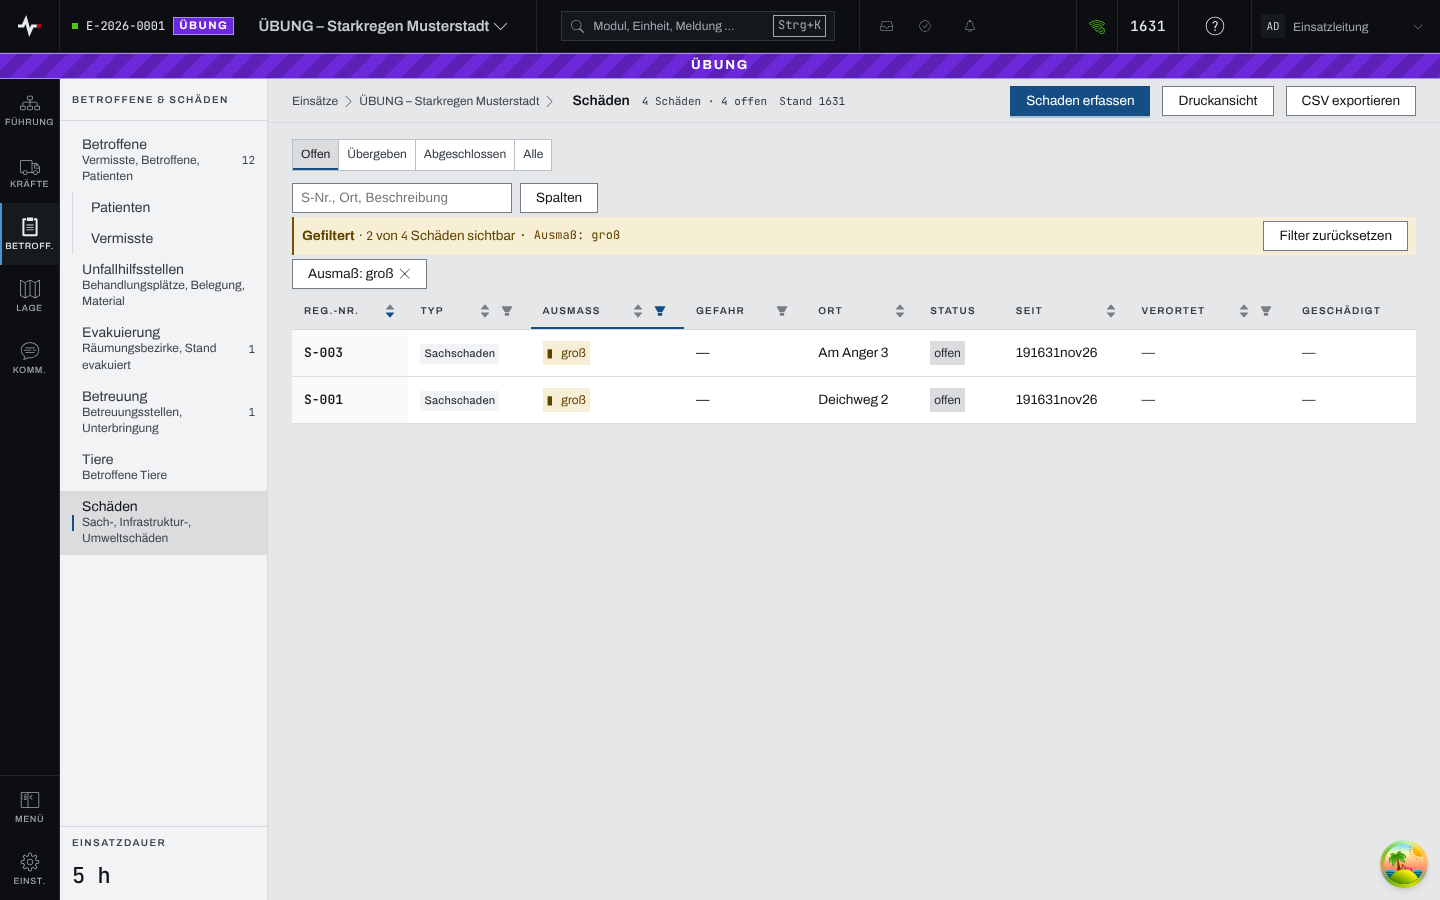 E-2026-0001 ÜBUNG ÜBUNG – Starkregen Musterstadt Modul, Einheit, Meldung ... Strg+K 1631 ? AD Einsatzleitung
ÜBUNG
FÜHRUNG
KRÄFTE
BETROFF.
LAGE
KOMM.
MENÜ
EINST.
BETROFFENE & SCHÄDEN
Betroffene
Vermisste, Betroffene, Patienten 12
Patienten
Vermisste
Unfallhilfsstellen
Behandlungsplätze, Belegung,
Material
Evakuierung
Räumungsbezirke, Stand 1
evakuiert
Betreuung
Betreuungsstellen, 1
Unterbringung
Tiere
Betroffene Tiere
Schäden
Sach-, Infrastruktur-,
Umweltschäden
EINSATZDAUER
5 h
Einsätze ÜBUNG – Starkregen Musterstadt Schäden 4 Schäden · 4 offen Stand 1631 Schaden erfassen Druckansicht CSV exportieren
Offen Übergeben Abgeschlossen Alle
S-Nr., Ort, Beschreibung Spalten
Gefiltert · 2 von 4 Schäden sichtbar · Ausmaß: groß Filter zurücksetzen
Ausmaß: groß
REG.-NR. TYP AUSMASS GEFAHR ORT STATUS SEIT VERORTET GESCHÄDIGT
S-003 Sachschaden groß — Am Anger 3 offen 191631nov26 — —
S-001 Sachschaden groß — Deichweg 2 offen 191631nov26 — —